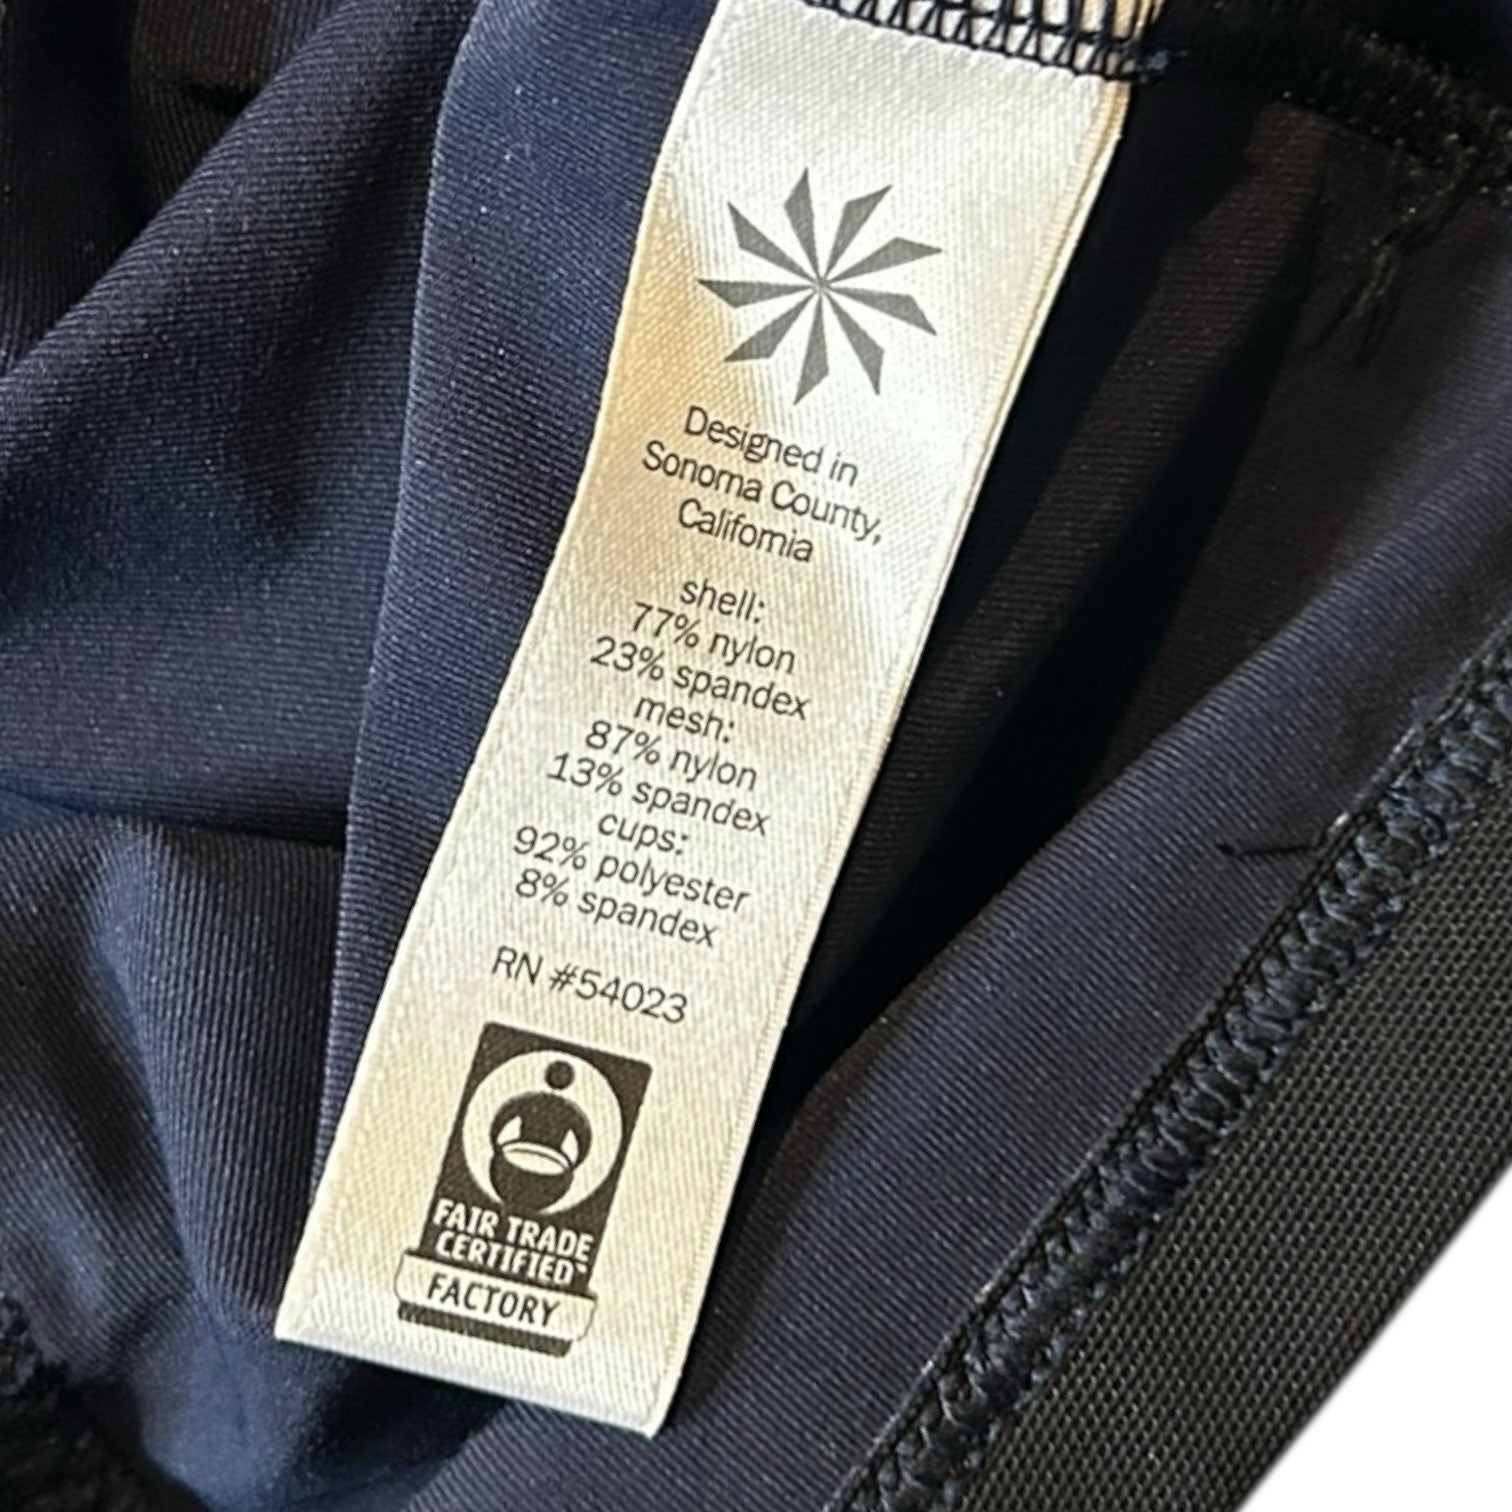 Designed in
Sonoma County,
California
shell:
77% nylon
23% spandex
mesh:
87% nylon
13% spandex
cups:
92% polyester
8% spandex
RN #54023
FAIR TRADE
CERTIFIED™
FACTORY